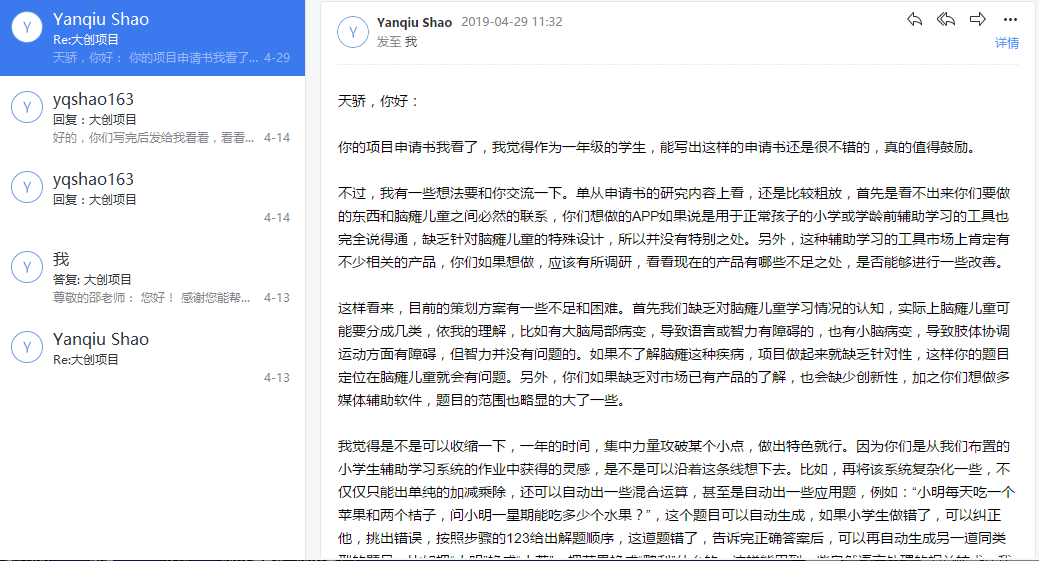 Y
Yanqiu Shao
Re:大创项目
天骄，你好： 你的项目申请书我看了... 4-29
Y
yqshao163
回复：大创项目
好的，你们写完后发给我看看，看看... 4-14
Y
yqshao163
回复：大创项目
4-14
Y
我
答复: 大创项目
尊敬的邵老师： 您好！ 感谢您能帮... 4-13
Y
Yanqiu Shao
Re:大创项目
4-13
Y
Yanqiu Shao 2019-04-29 11:32
发至 我
详情
天骄，你好：
你的项目申请书我看了，我觉得作为一年级的学生，能写出这样的申请书还是很不错的，真的值得鼓励。
不过，我有一些想法要和你交流一下。单从申请书的研究内容上看，还是比较粗放，首先是看不出来你们要做
的东西和脑瘫儿童之间必然的联系，你们想做的APP如果说是用于正常孩子的小学或学龄前辅助学习的工具也
完全说得通，缺乏针对脑瘫儿童的特殊设计，所以并没有特别之处。另外，这种辅助学习的工具市场上肯定有
不少相关的产品，你们如果想做，应该有所调研，看看现在的产品有哪些不足之处，是否能够进行一些改善。
这样看来，目前的策划方案有一些不足和困难。首先我们缺乏对脑瘫儿童学习情况的认知，实际上脑瘫儿童可
能要分成几类，依我的理解，比如有大脑局部病变，导致语言或智力有障碍的，也有小脑病变，导致肢体协调
运动方面有障碍，但智力并没有问题的。如果不了解脑瘫这种疾病，项目做起来就缺乏针对性，这样你的题目
定位在脑瘫儿童就会有问题。另外，你们如果缺乏对市场已有产品的了解，也会缺少创新性，加之你们想做多
媒体辅助软件，题目的范围也略显的大了一些。
我觉得是不是可以收缩一下，一年的时间，集中力量攻破某个小点，做出特色就行。因为你们是从我们布置的
小学生辅助学习系统的作业中获得的灵感，是不是可以沿着这条线想下去。比如，再将该系统复杂化一些，不
仅仅只能出单纯的加减乘除，还可以自动出一些混合运算，甚至是自动出一些应用题，例如：“小明每天吃一个
苹果和两个桔子，问小明一星期能吃多少个水果？”，这个题目可以自动生成，如果小学生做错了，可以纠正
他，挑出错误，按照步骤的123给出解题顺序，这道题错了，告诉完正确答案后，可以再自动生成另一道同类